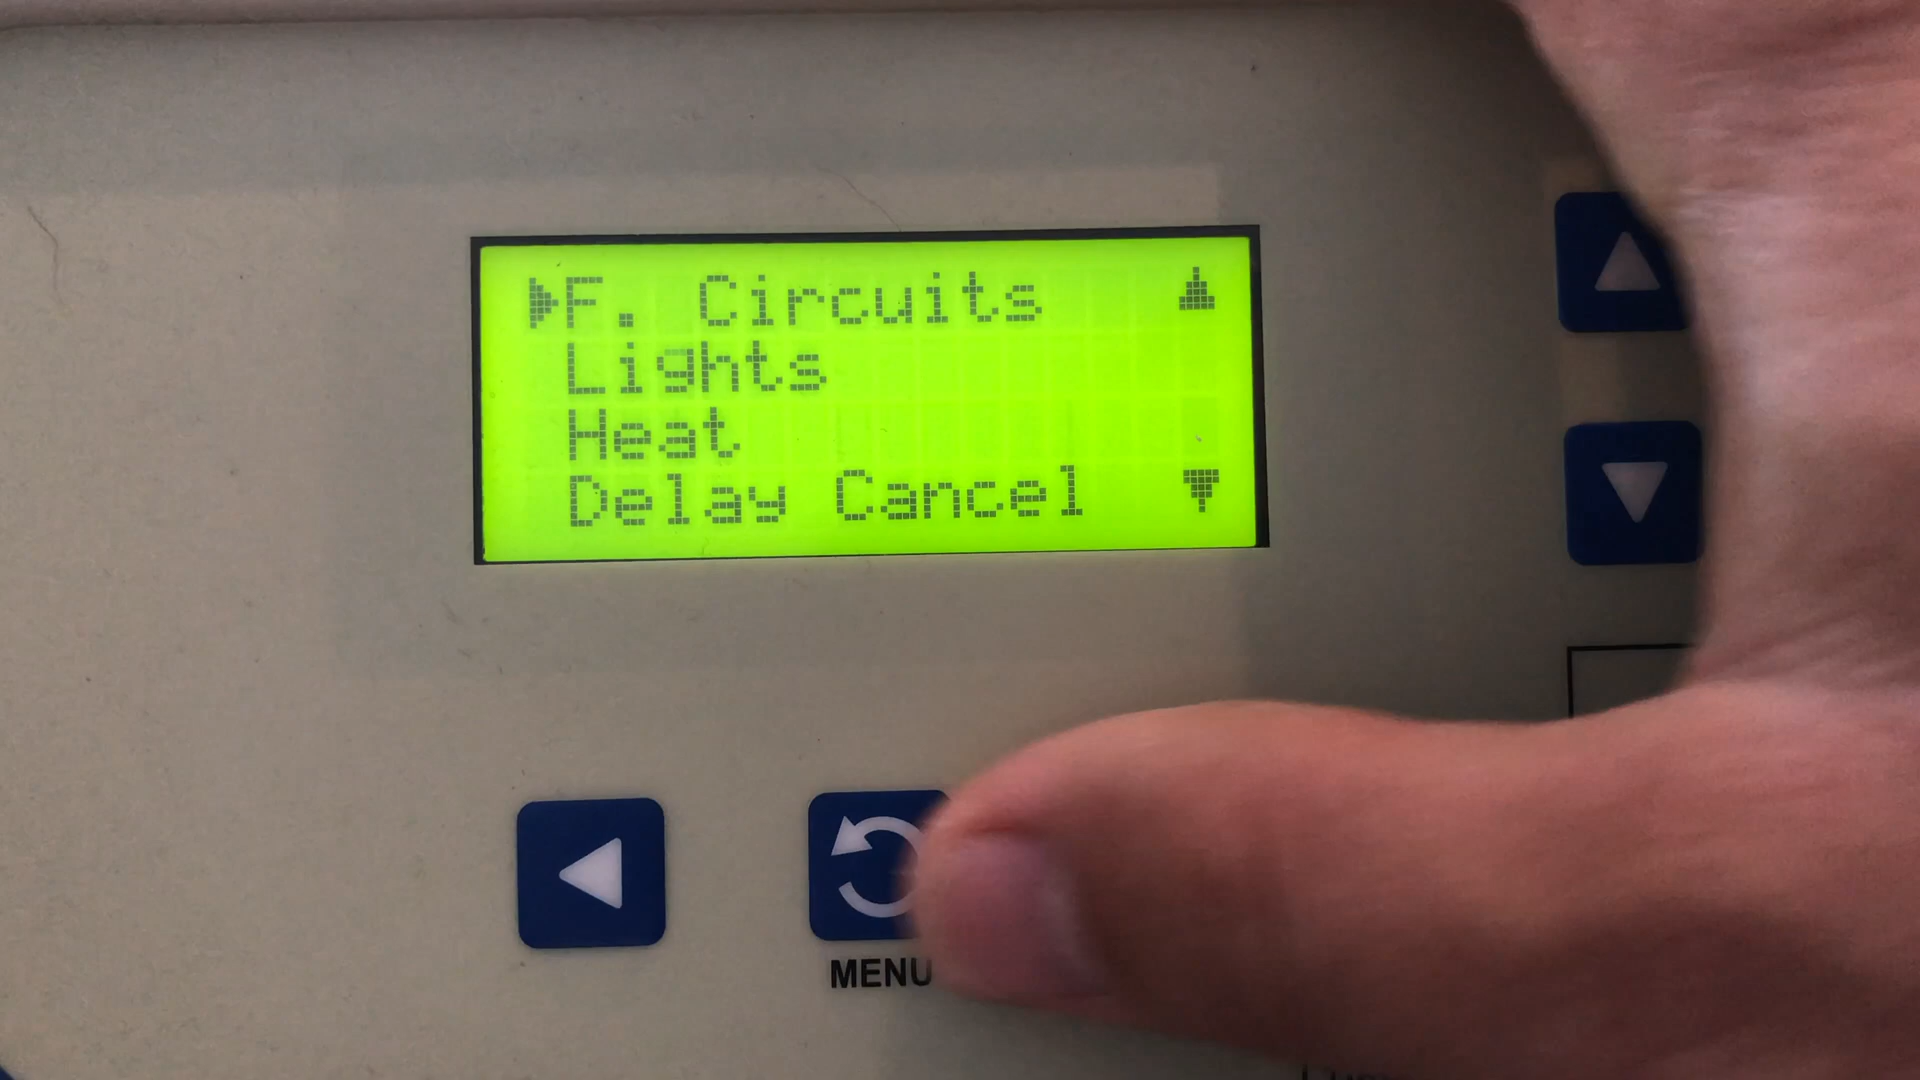 F. Circuits
Lights
Heat
Delay Cancel
MENU